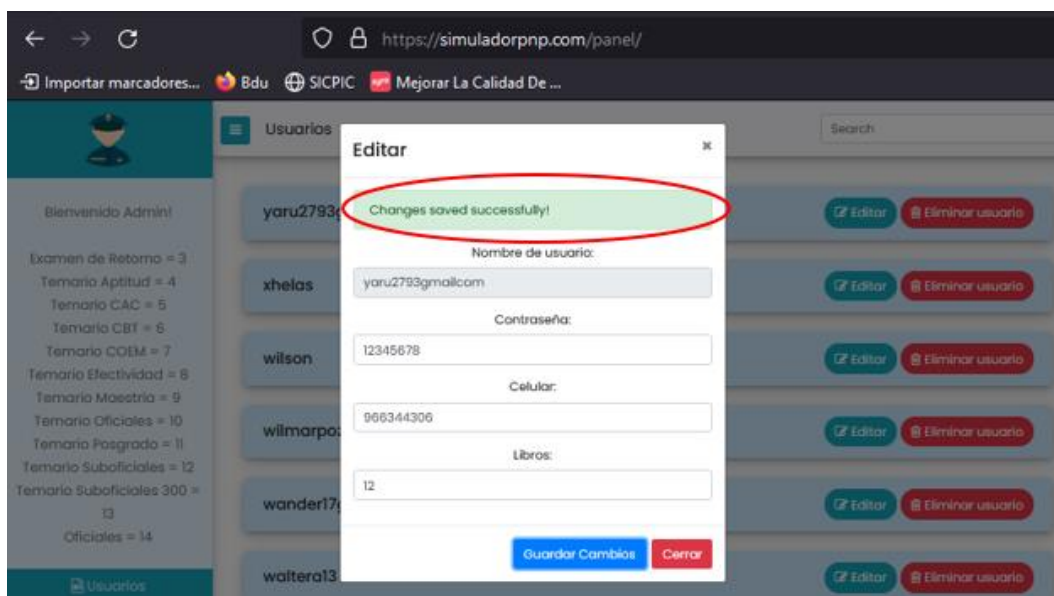 https://simuladorpnp.com/panel/
Importar marcadores...
Bdu
SICPIC
Mejorar La Calidad De ...
Usuarios
Search
Bienvenido Admin!
Examen de Retorno = 3
Temario Aptitud = 4
Temario CAC = 5
Temario CBT = 6
Temario COEM = 7
Temario Efectividad = 8
Temario Maestria = 9
Temario Oficiales = 10
Temario Posgrado = 11
Temario Suboficiales = 12
Temario Suboficiales 300 =
13
Oficiales = 14
Usuarios
yaru2793g
Editar
Eliminar usuario
xhelas
Editar
Eliminar usuario
wilson
Editar
Eliminar usuario
wilmarpoz
Editar
Eliminar usuario
wander17g
Editar
Eliminar usuario
waltera13
Editar
Eliminar usuario
Editar
Changes saved successfully!
Nombre de usuario:
yaru2793gmailcom
Contraseña:
12345678
Celular:
966344306
Libros:
12
Guardar Cambios
Cerrar